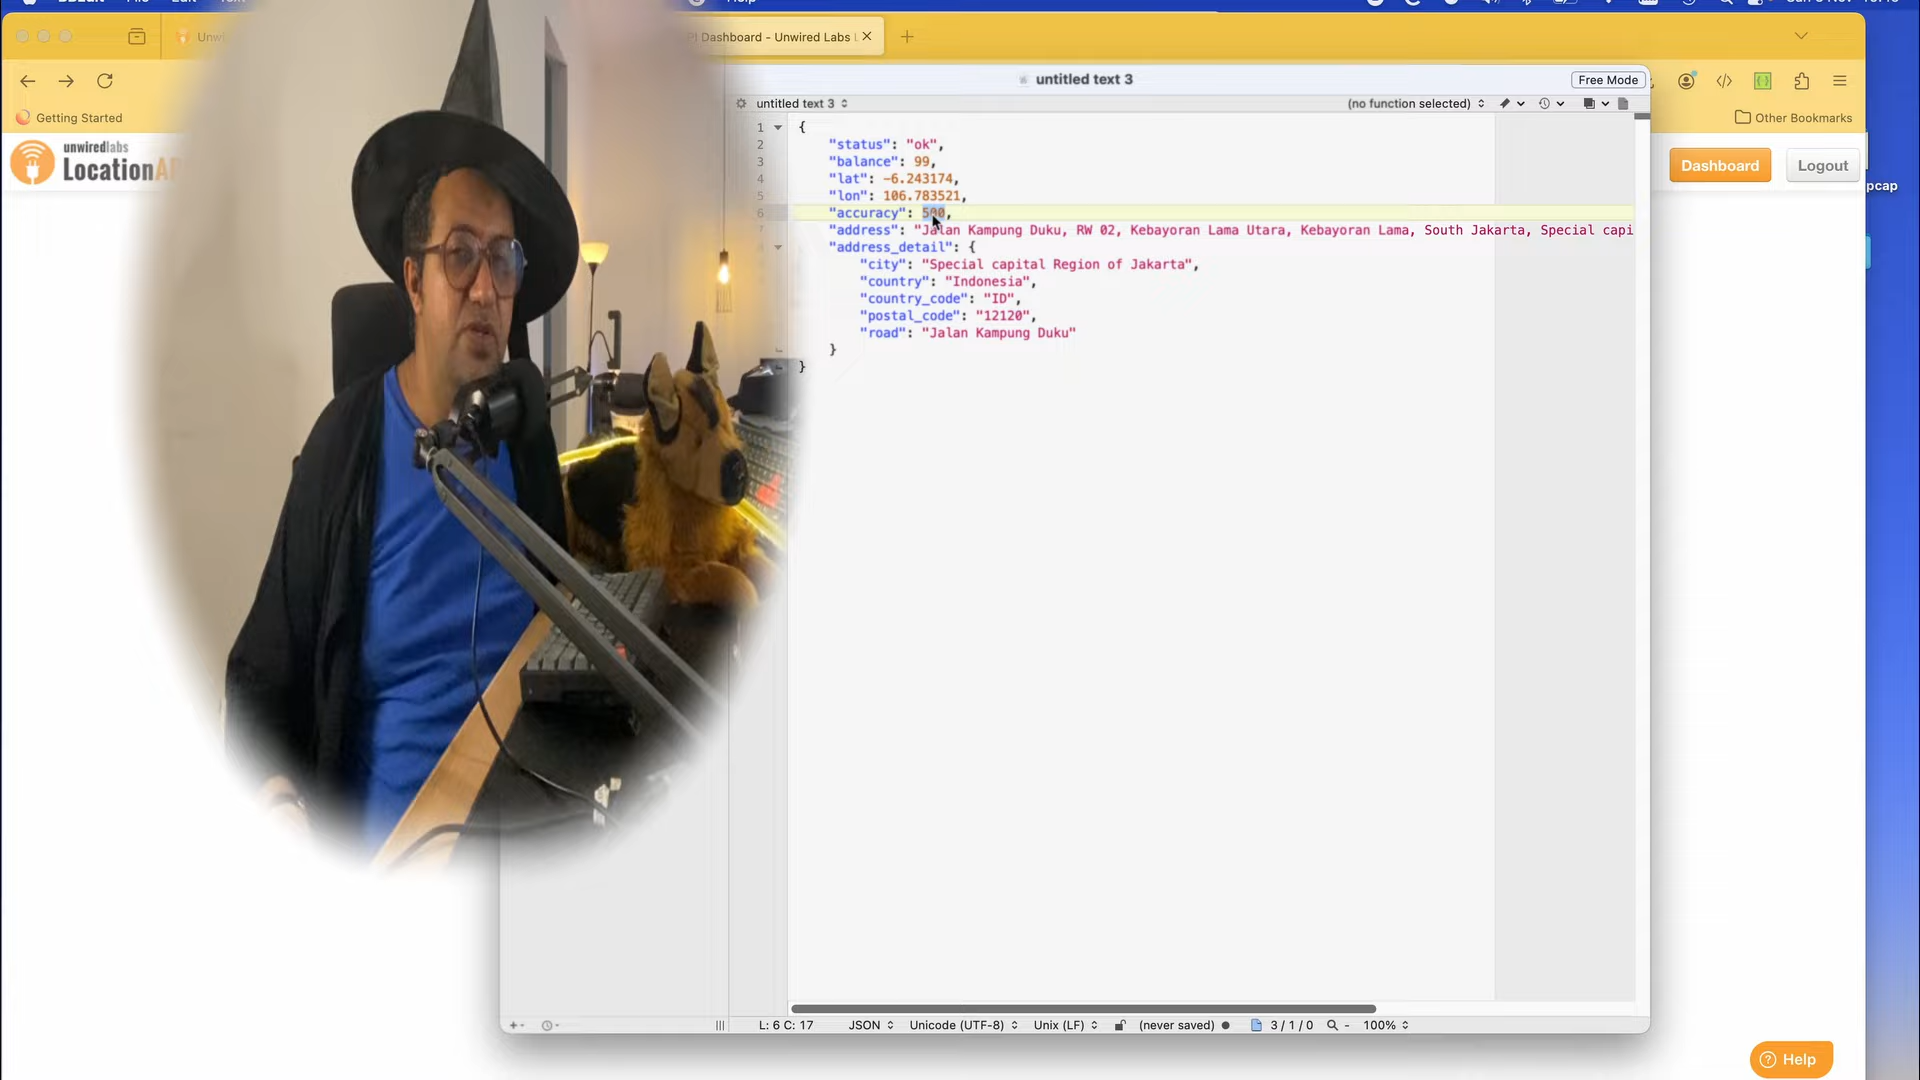 Help
PI Dashboard - Unwired Labs
Getting Started
Other Bookmarks
unwiredlabs
LocationAP
Dashboard
Logout
pcap
untitled text 3
Free Mode
untitled text 3
(no function selected)
1 {
2 "status": "ok",
3 "balance": 99,
4 "lat": -6.243174,
5 "lon": 106.783521,
6 "accuracy": 500,
7 "address": "Jalan Kampung Duku, RW 02, Kebayoran Lama Utara, Kebayoran Lama, South Jakarta, Special capi
"address_detail": {
"city": "Special capital Region of Jakarta",
"country": "Indonesia",
"country_code": "ID",
"postal_code": "12120",
"road": "Jalan Kampung Duku"
}
}
L: 6 C: 17 JSON Unicode (UTF-8) Unix (LF) (never saved) 3 / 1 / 0 100%
Help